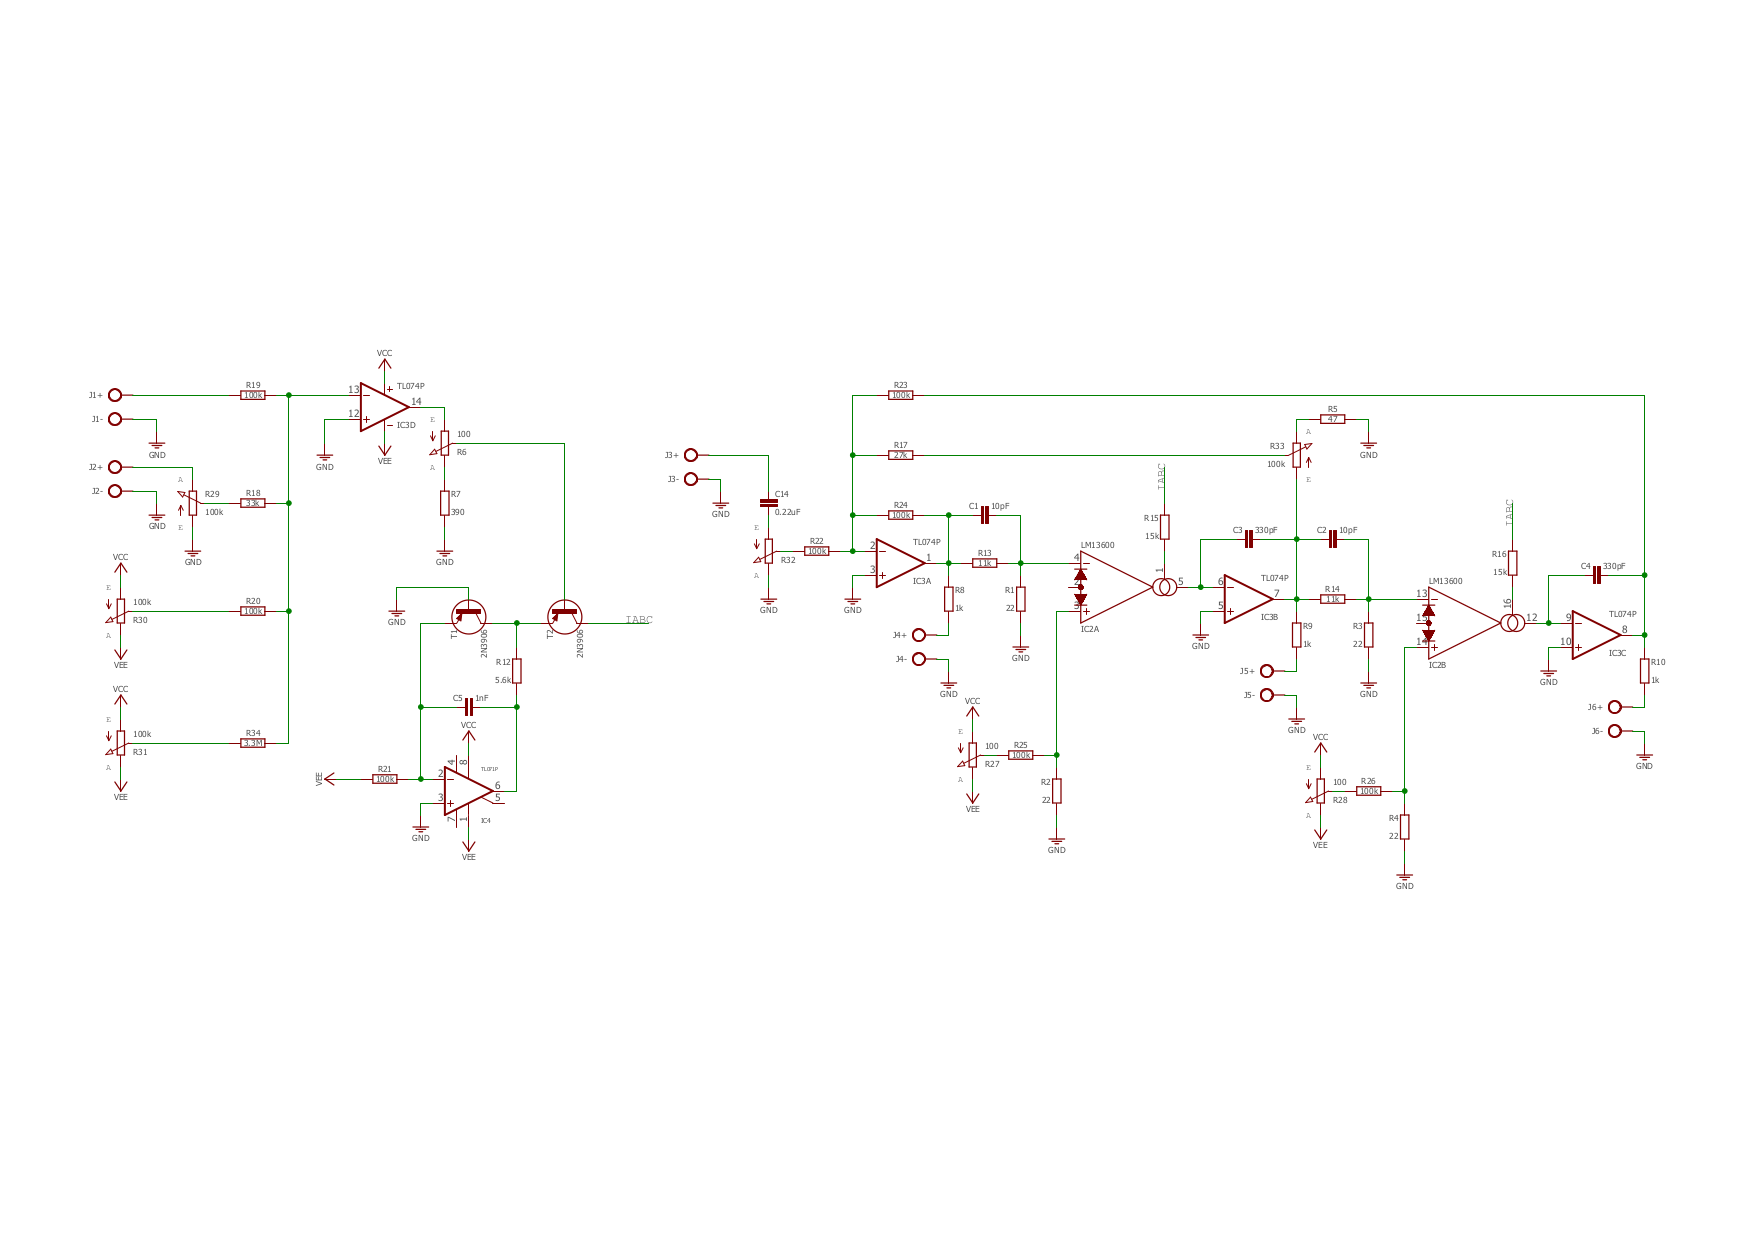 VCC
J1+
R19
100k
13
12
TL074P
14
IC3D
VEE
J1-
GND
GND
E
100
R6
A
J2+
J2-
GND
A
R29
100k
E
R18
33k
GND
R7
390
GND
VCC
E
100k
R30
A
VEE
R20
100k
VCC
E
100k
R31
A
VEE
R34
3.3M
GND
T1
2N3906
T2
2N3906
IABC
R12
5.6k
C5
1nF
VCC
VEE
R21
100k
2
3
4
8
TL071P
6
5
7
1
IC4
GND
VEE
J3+
J3-
GND
C14
0.22uF
E
R32
A
GND
R22
100k
R23
100k
R17
27k
R24
100k
C1
10pF
TL074P
2
3
1
IC3A
GND
R13
11k
R8
1k
R1
22
GND
J4+
J4-
GND
VCC
E
100
R27
A
VEE
R25
100k
R2
22
GND
LM13600
4
2
3
1
5
IC2A
IABC
R15
15k
R5
47
GND
A
R33
100k
E
C3
330pF
C2
10pF
TL074P
6
5
7
IC3B
GND
R14
11k
R9
1k
R3
22
GND
J5+
J5-
GND
VCC
E
100
R28
A
VEE
R26
100k
R4
22
GND
LM13600
13
15
14
16
12
IC2B
IABC
R16
15k
C4
330pF
TL074P
9
10
8
IC3C
GND
R10
1k
J6+
J6-
GND